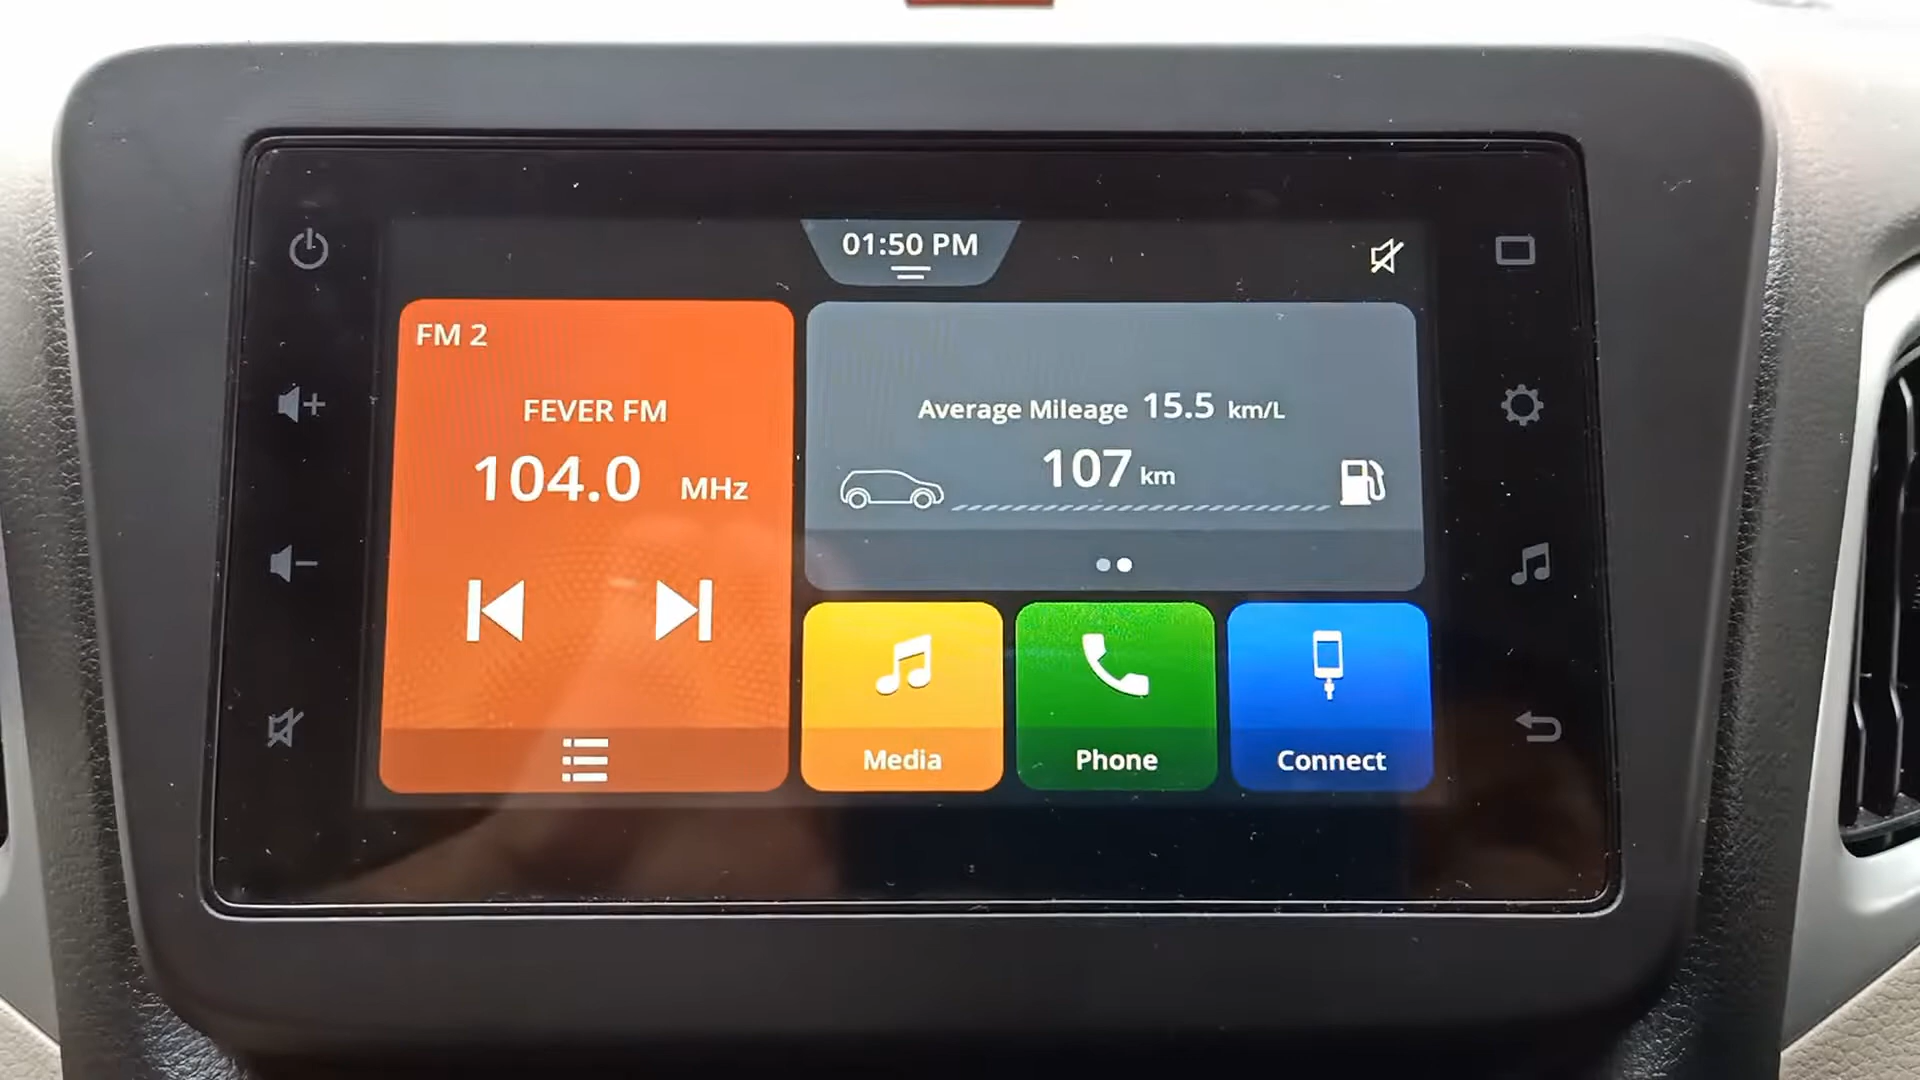 01:50 PM
FM 2
FEVER FM
104.0 MHz
Average Mileage 15.5 km/L
107 km
Media
Phone
Connect